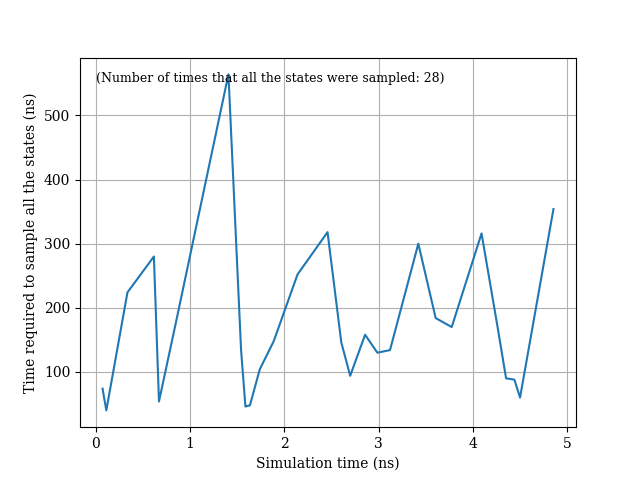 (Number of times that all the states were sampled: 28)
Time required to sample all the states (ns)
500
400
300
200
100
0 1 2 3 4 5
Simulation time (ns)